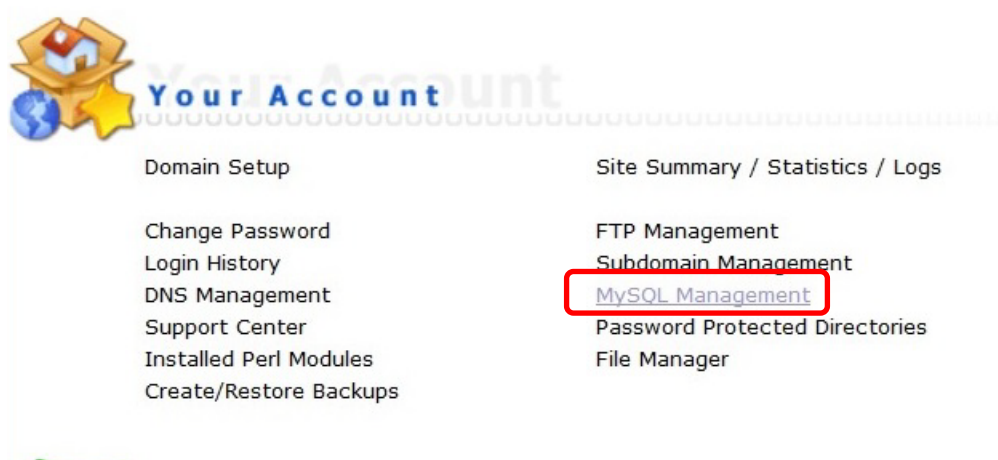 Your Account
Domain Setup
Change Password
Login History
DNS Management
Support Center
Installed Perl Modules
Create/Restore Backups
Site Summary / Statistics / Logs
FTP Management
Subdomain Management
MySQL Management
Password Protected Directories
File Manager